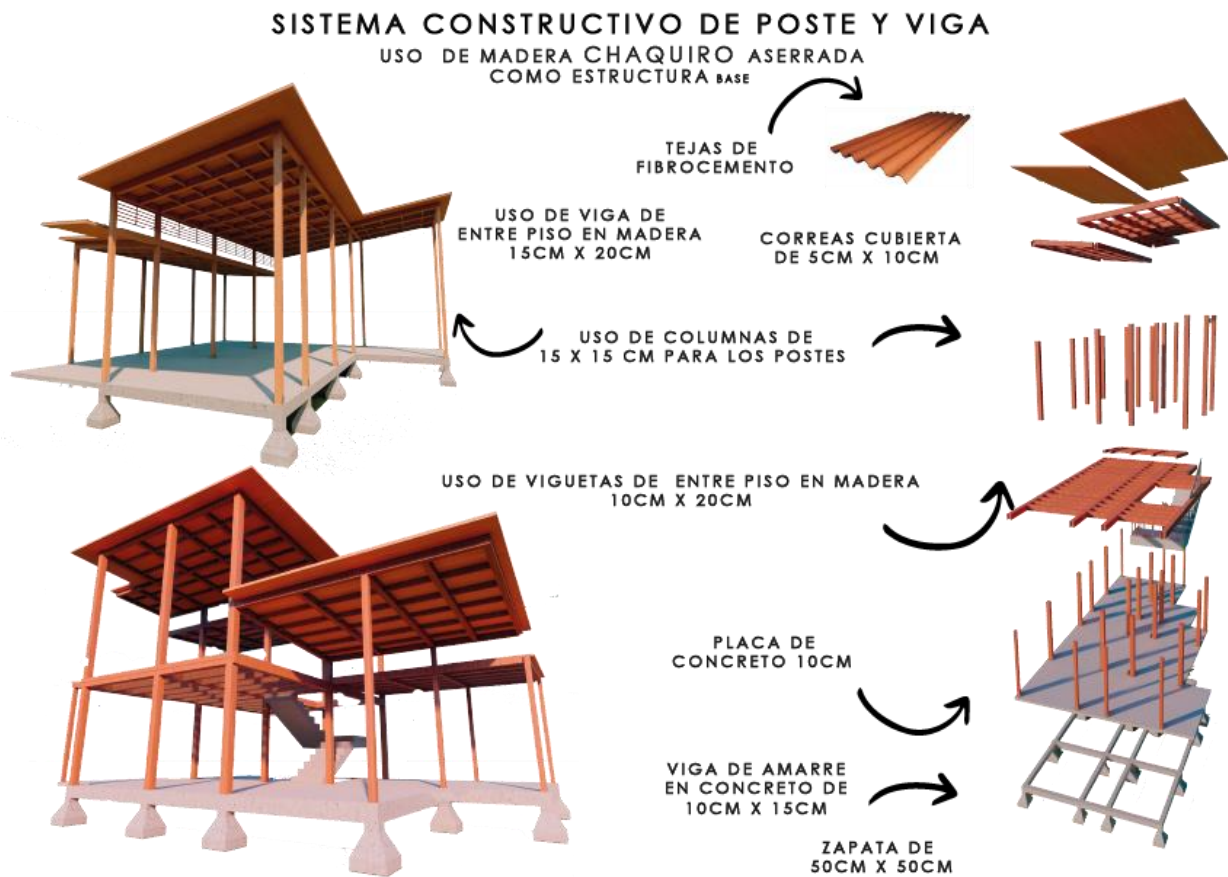 SISTEMA CONSTRUCTIVO DE POSTE Y VIGA
USO DE MADERA CHAQUIRO ASERRADA
COMO ESTRUCTURA BASE
TEJAS DE
FIBROCEMENTO
USO DE VIGA DE
ENTRE PISO EN MADERA
15CM X 20CM
CORREAS CUBIERTA
DE 5CM X 10CM
USO DE COLUMNAS DE
15 X 15 CM PARA LOS POSTES
USO DE VIGUETAS DE ENTRE PISO EN MADERA
10CM X 20CM
PLACA DE
CONCRETO 10CM
VIGA DE AMARRE
EN CONCRETO DE
10CM X 15CM
ZAPATA DE
50CM X 50CM